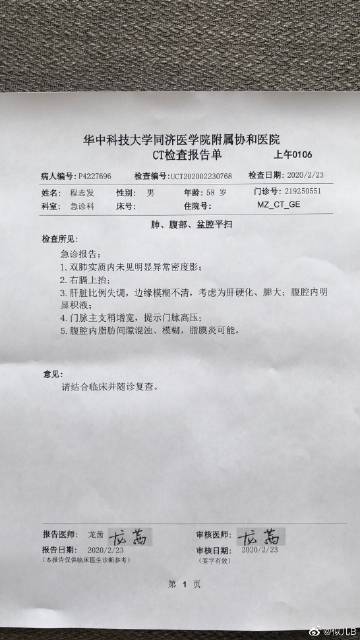 华中科技大学同济医学院附属协和医院
CT检查报告单 上午0106
病人编号:P4227696 检查编号:UCT202002230768 检查日期:2020/2/23
姓名: 程志发 性别: 男 年龄:58 岁 门诊号: 219250551
科室: 急诊科 床号: 住院号: MZ_CT_GE
肺、腹部、盆腔平扫
检查所见:
急诊报告:
1. 双肺实质内未见明显异常密度影;
2. 右膈上抬;
3. 肝脏比例失调,边缘模糊不清,考虑为肝硬化、肿大;腹腔内明
显积液;
4. 门脉主支稍增宽,提示门脉高压;
5. 腹腔内脂肪间隙混浊、模糊,腹膜炎可能。
意见:
请结合临床并随诊复查。
报告医师: 龙茜 龙茜 审核医师: 龙茜
报告日期: 2020/2/23 审核日期: 2020/2/23
(本报告仅供临床医生诊断参考) (签字有效)
第 1 页